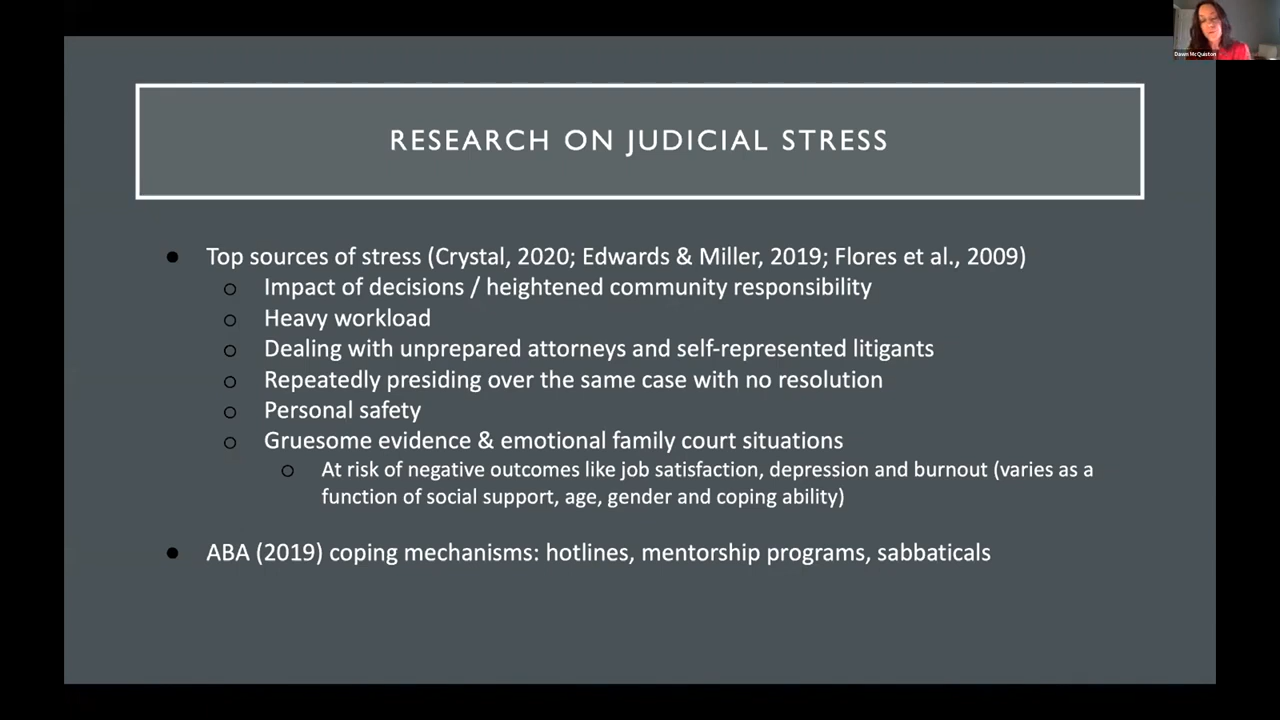 Dawn McQuiston
RESEARCH ON JUDICIAL STRESS
● Top sources of stress (Crystal, 2020; Edwards & Miller, 2019; Flores et al., 2009)
○ Impact of decisions / heightened community responsibility
○ Heavy workload
○ Dealing with unprepared attorneys and self-represented litigants
○ Repeatedly presiding over the same case with no resolution
○ Personal safety
○ Gruesome evidence & emotional family court situations
○ At risk of negative outcomes like job satisfaction, depression and burnout (varies as a
function of social support, age, gender and coping ability)
● ABA (2019) coping mechanisms: hotlines, mentorship programs, sabbaticals